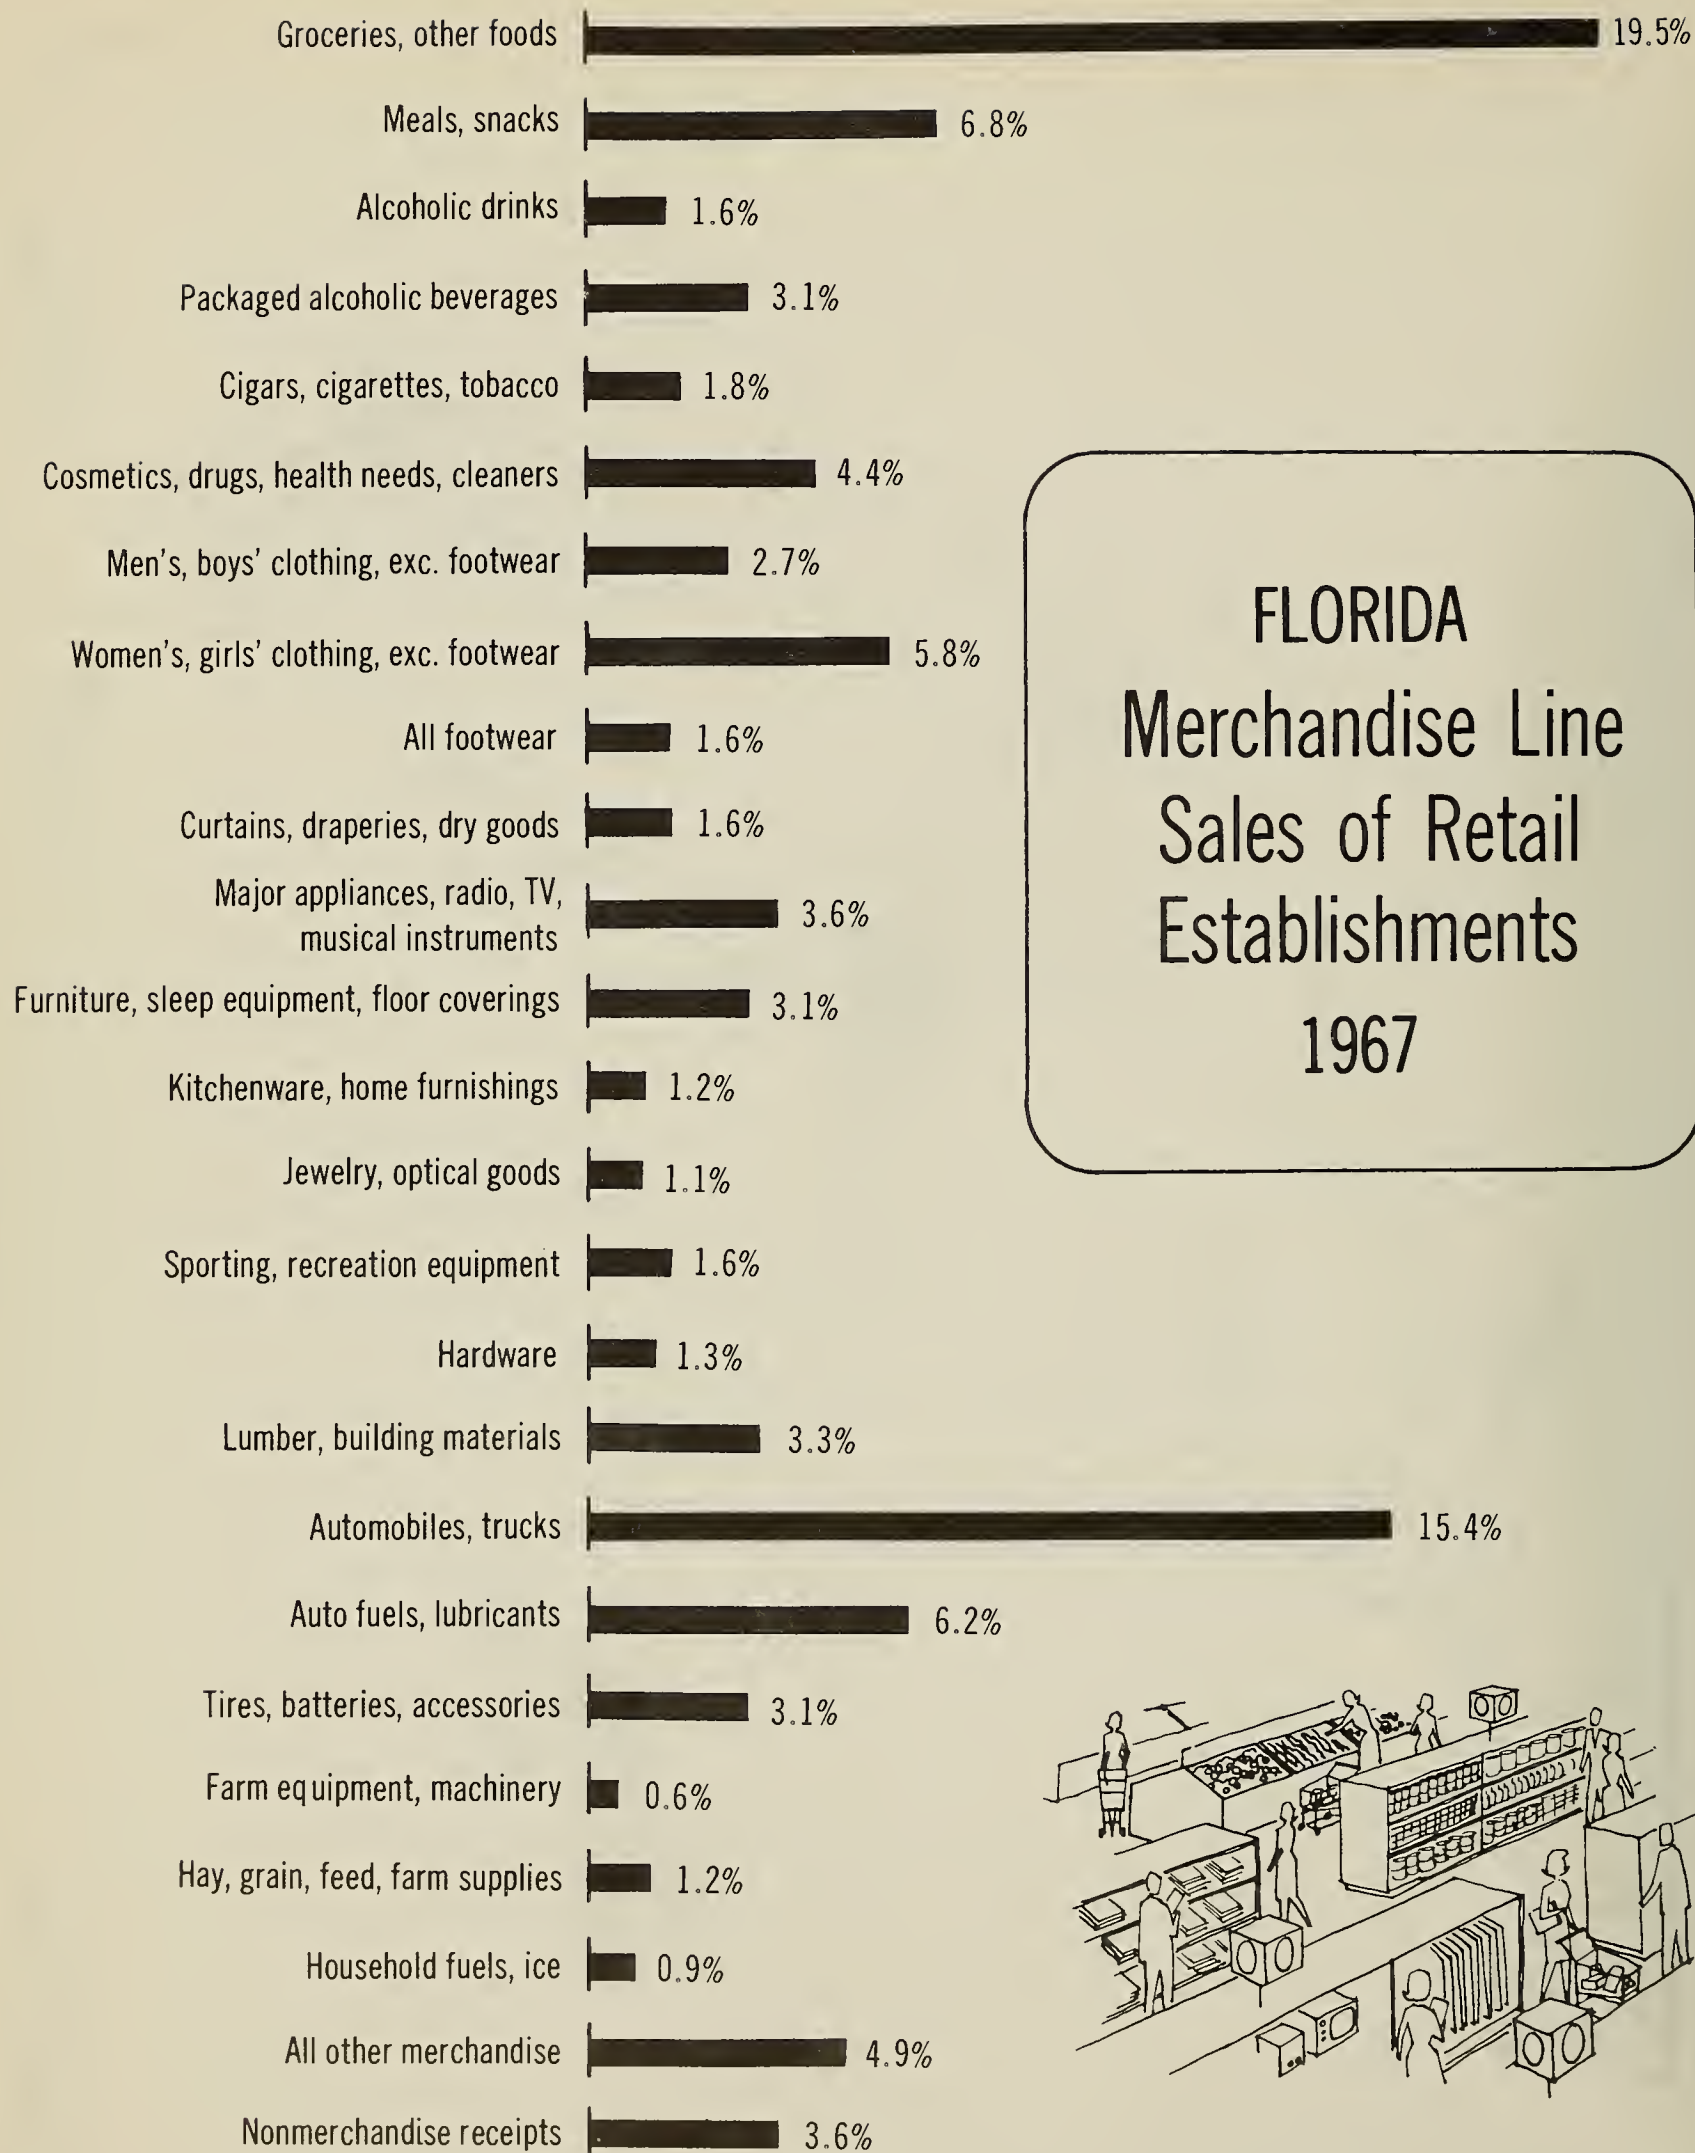 Groceries, other foods 19.5%
Meals, snacks 6.8%
Alcoholic drinks 1.6%
Packaged alcoholic beverages 3.1%
Cigars, cigarettes, tobacco 1.8%
Cosmetics, drugs, health needs, cleaners 4.4%
Men's, boys' clothing, exc. footwear 2.7%
Women's, girls' clothing, exc. footwear 5.8%
All footwear 1.6%
Curtains, draperies, dry goods 1.6%
Major appliances, radio, TV,
musical instruments 3.6%
Furniture, sleep equipment, floor coverings 3.1%
Kitchenware, home furnishings 1.2%
Jewelry, optical goods 1.1%
Sporting, recreation equipment 1.6%
Hardware 1.3%
Lumber, building materials 3.3%
Automobiles, trucks 15.4%
Auto fuels, lubricants 6.2%
Tires, batteries, accessories 3.1%
Farm equipment, machinery 0.6%
Hay, grain, feed, farm supplies 1.2%
Household fuels, ice 0.9%
All other merchandise 4.9%
Nonmerchandise receipts 3.6%
FLORIDA
Merchandise Line
Sales of Retail
Establishments
1967